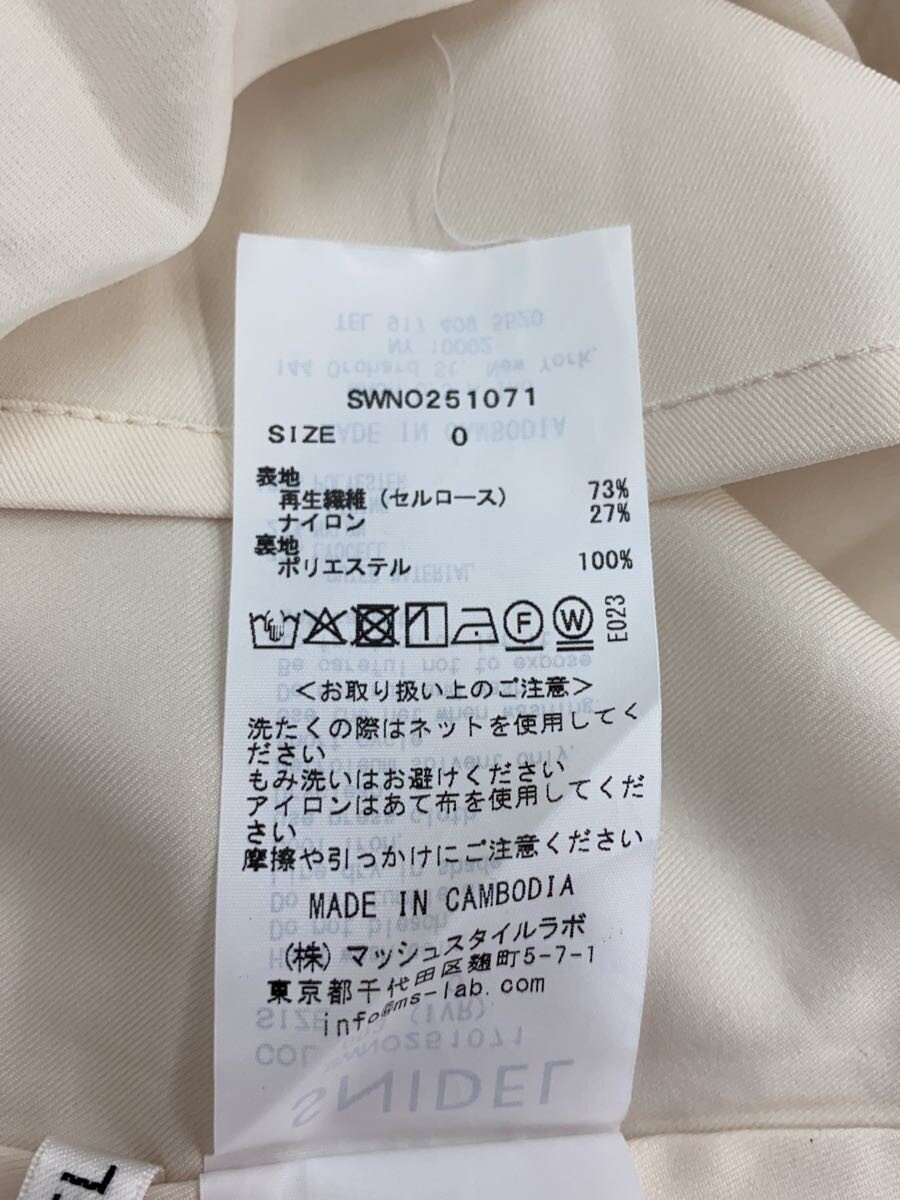 SWNO251071
SIZE 0
表地
再生繊維（セルロース） 73%
ナイロン 27%
裏地
ポリエステル 100%
F W E023
＜お取り扱い上のご注意＞
洗たくの際はネットを使用してく
ださい
もみ洗いはお避けください
アイロンはあて布を使用してくだ
さい
摩擦や引っかけにご注意ください
MADE IN CAMBODIA
(株) マッシュスタイルラボ
東京都千代田区麹町5-7-1
info@ms-lab.com
SNIDEL